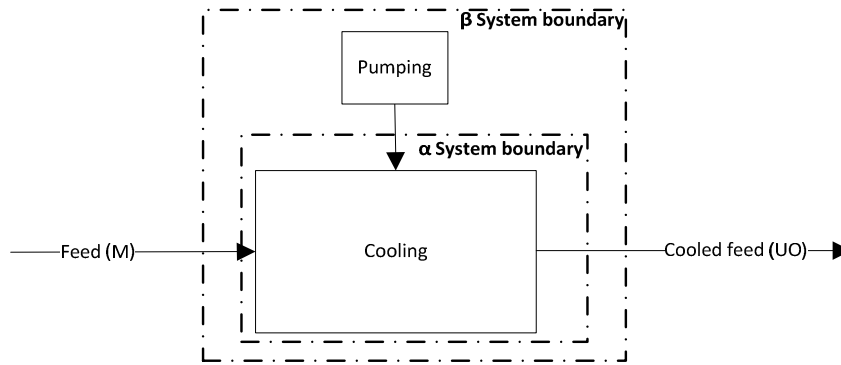 β System boundary
Pumping
α System boundary
Feed (M)
Cooling
Cooled feed (UO)